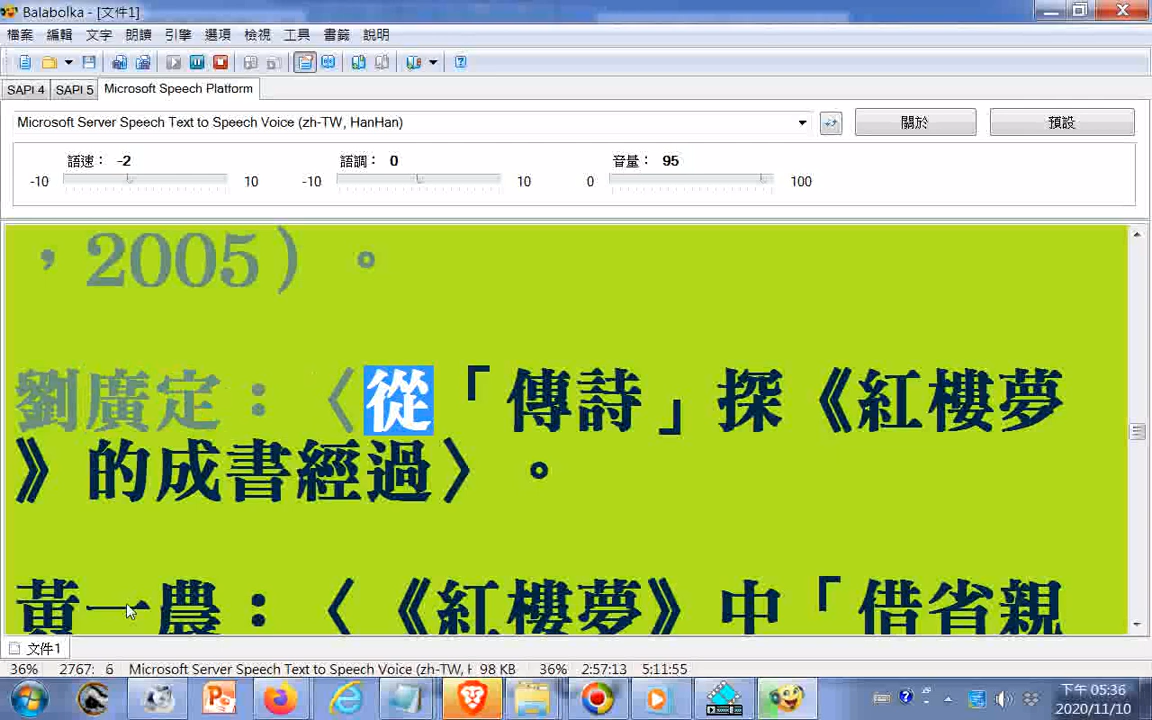 Balabolka - [文件1]
檔案 編輯 文字 朗讀 引擎 選項 檢視 工具 書籤 說明
SAPI 4 SAPI 5 Microsoft Speech Platform
Microsoft Server Speech Text to Speech Voice (zh-TW, HanHan) 關於 預設
語速： -2 語調： 0 音量： 95
-10 10 -10 10 0 100
，2005）。
劉廣定：〈從「傳詩」探《紅樓夢
》的成書經過〉。
黃一農：〈《紅樓夢》中「借省親
文件1
36% 2767: 6 Microsoft Server Speech Text to Speech Voice (zh-TW, H 98 KB 36% 2:57:13 5:11:55
下午 05:36
2020/11/10